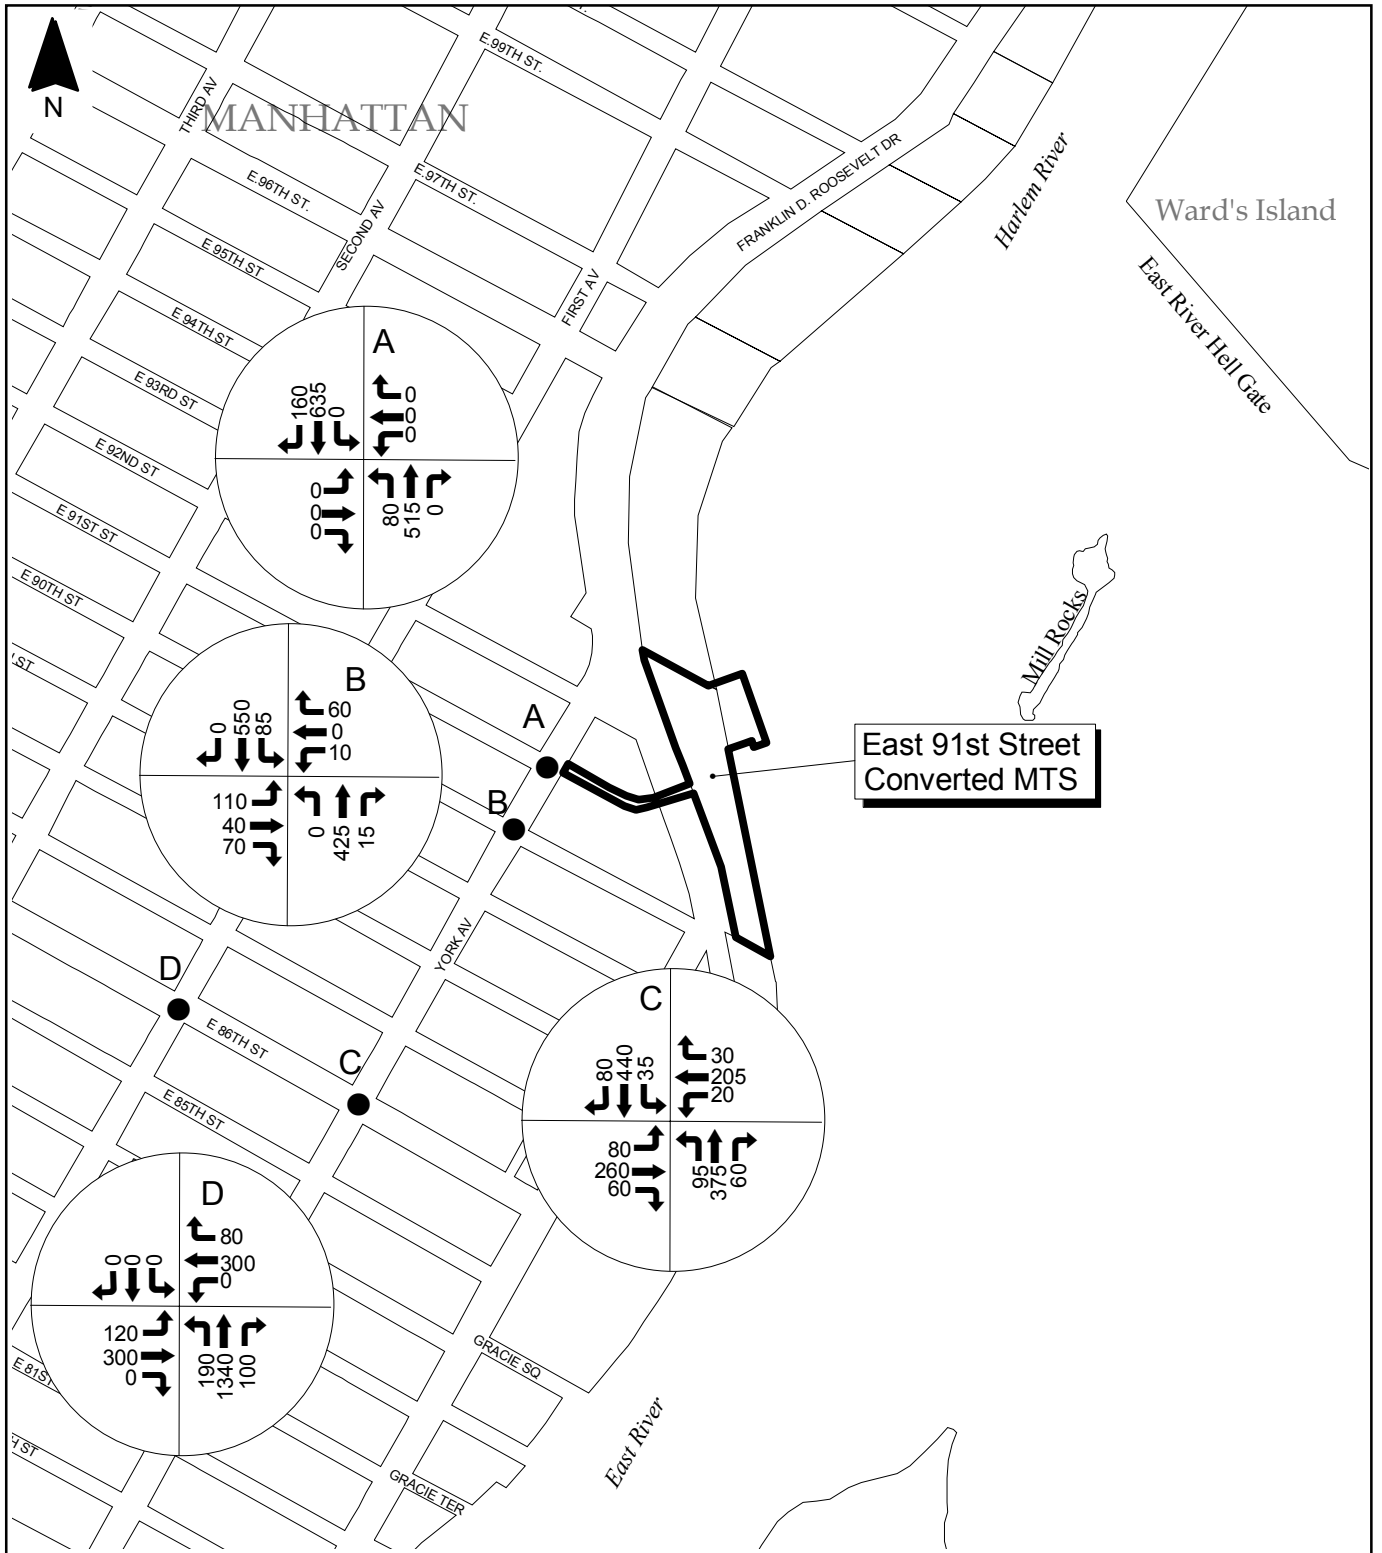 E.99TH ST.
N
THIRD AV
MANHATTAN
FRANKLIN D. ROOSEVELT DR
Harlem River
E.96TH ST.
E.97TH ST.
Ward's Island
SECOND AV
E 95TH ST
East River Hell Gate
FIRST AV
E 94TH ST
A
160
635
0
0
0
0
0
0
0
80
515
0
E 93RD ST
E 92ND ST
E 91ST ST
E 90TH ST
ST
Mill Rocks
B
0
550
85
60
0
10
110
40
70
0
425
15
A
B
East 91st Street
Converted MTS
YORK AV
D
C
E 86TH ST
C
80
440
35
30
205
20
80
260
60
95
375
60
E 85TH ST
D
0
0
0
80
300
0
120
300
0
190
1340
100
E 81ST
GRACIE SQ
East River
H ST
GRACIE TER